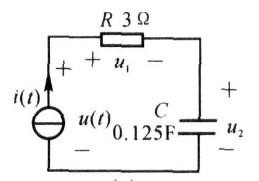 R 3 Ω
+ + u₁ − +
i(t) u(t) C u₂
0.125F
− −